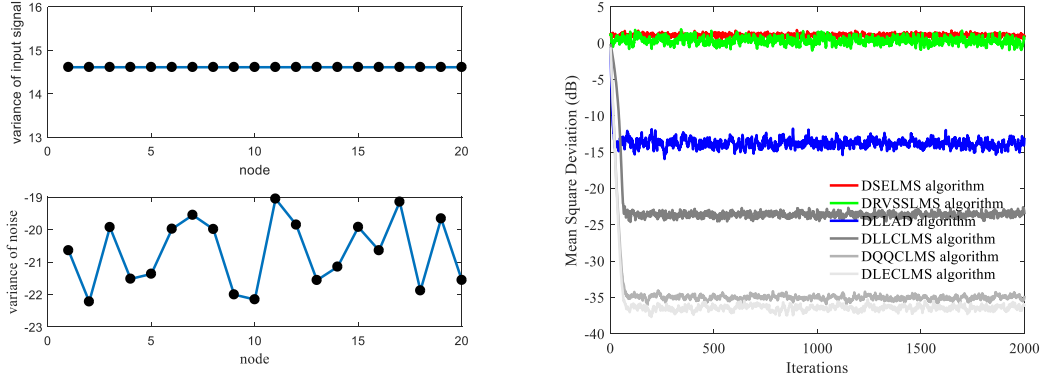 variance of input signal
16
15
14
13
0
5
10
15
20
node
variance of noise
-19
-20
-21
-22
-23
0
5
10
15
20
node
Mean Square Deviation (dB)
5
0
-5
-10
-15
-20
-25
-30
-35
-40
DSELMS algorithm
DRVSSLMS algorithm
DLLAD algorithm
DLLCLMS algorithm
DQQCLMS algorithm
DLECLMS algorithm
0
500
1000
1500
2000
Iterations